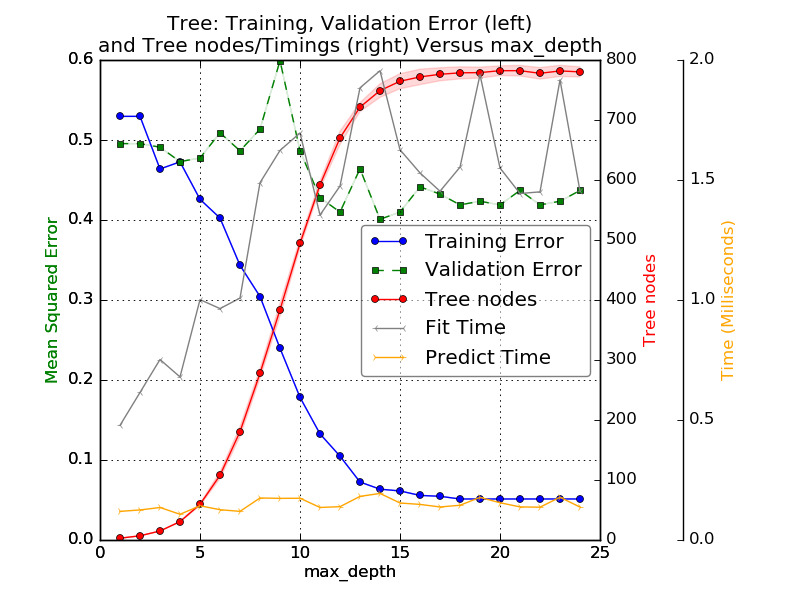 Tree: Training, Validation Error (left)
and Tree nodes/Timings (right) Versus max_depth
Mean Squared Error
0.6
0.5
0.4
0.3
0.2
0.1
0.0
0 5 10 15 20 25
max_depth
Training Error
Validation Error
Tree nodes
Fit Time
Predict Time
800
700
600
500
400
300
200
100
0
Tree nodes
2.0
1.5
1.0
0.5
0.0
Time (Milliseconds)